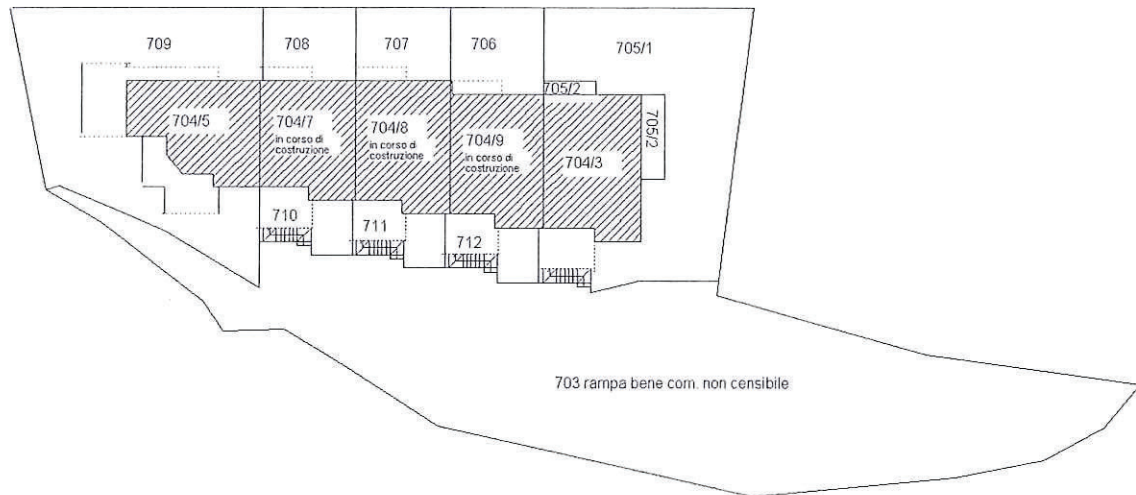 709
708
707
706
705/1
705/2
705/2
704/5
704/7
in corso di
costruzione
704/8
in corso di
costruzione
704/9
in corso di
costruzione
704/3
710
711
712
703 rampa bene com. non censibile